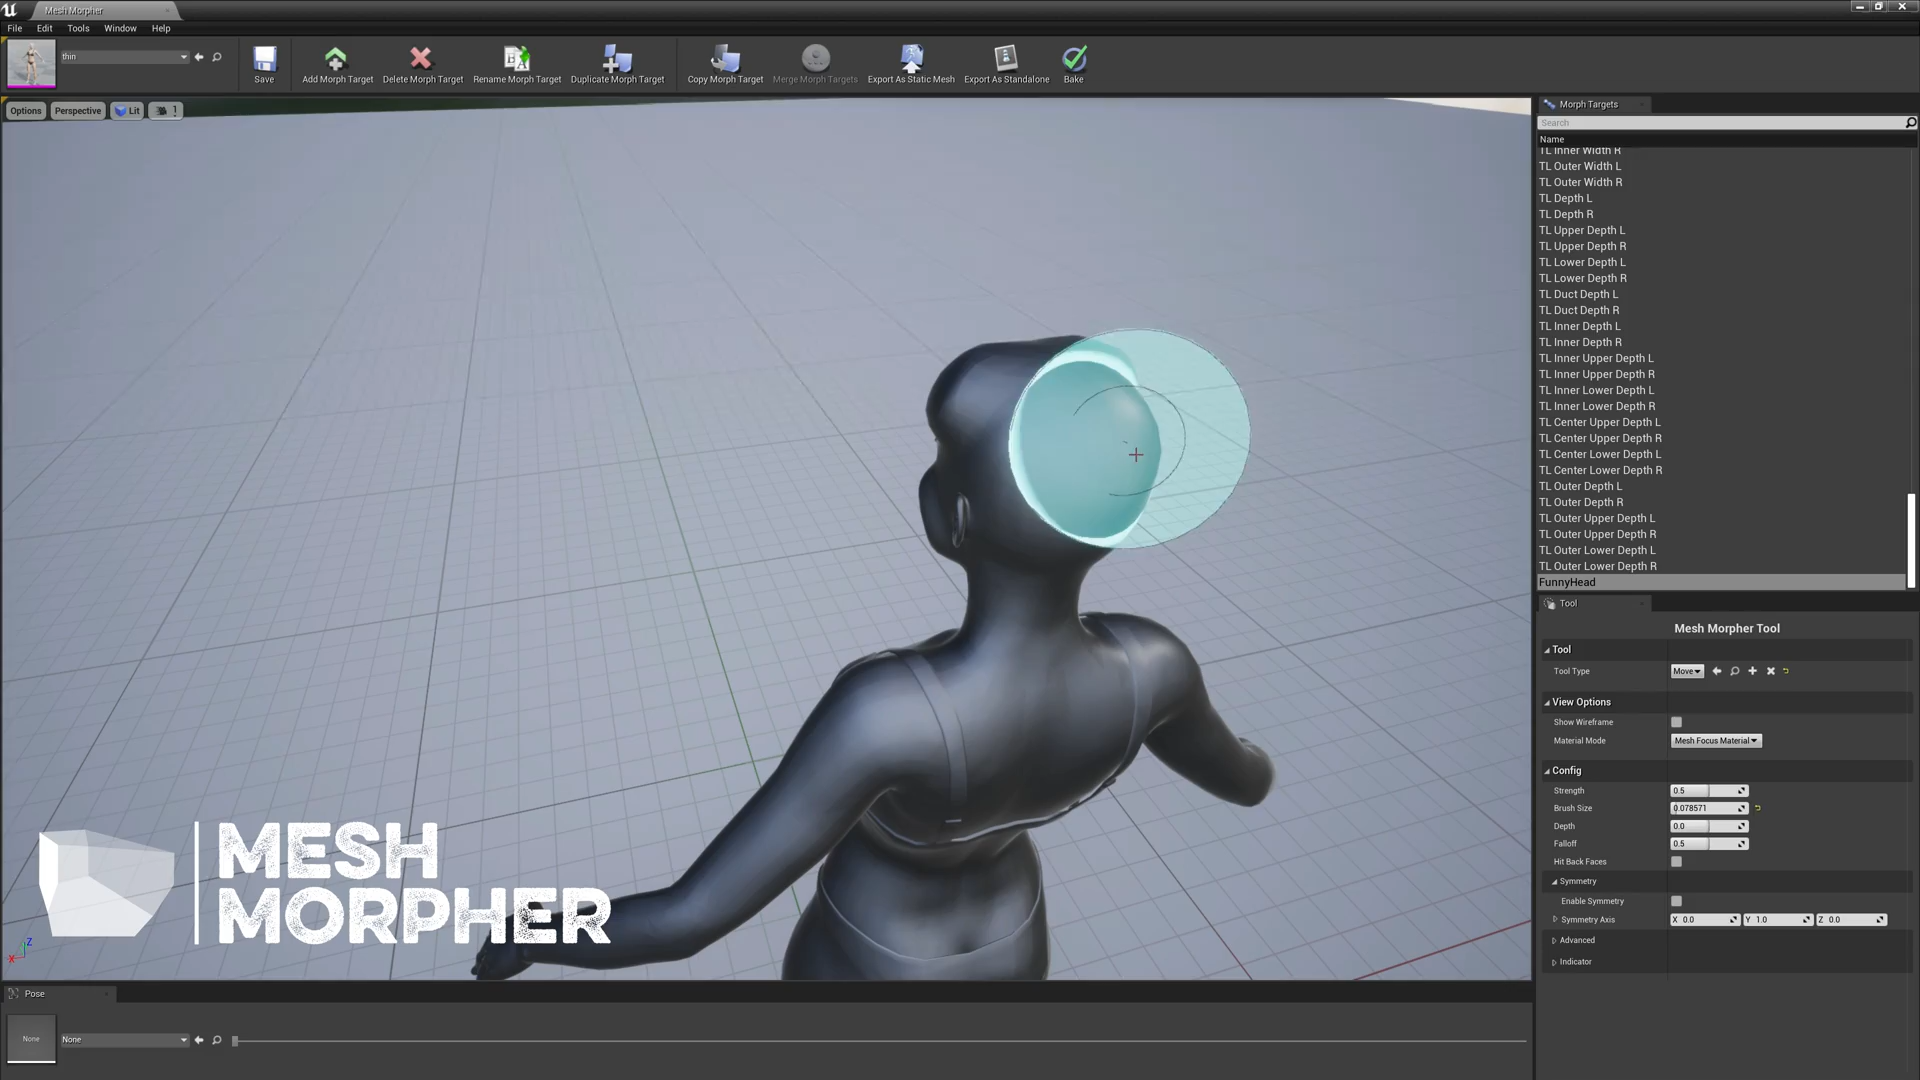 Mesh Morpher
File Edit Tools Window Help
thin
Save
Add Morph Target
Delete Morph Target
Rename Morph Target
Duplicate Morph Target
Copy Morph Target
Merge Morph Targets
Export As Static Mesh
Export As Standalone
Bake
Options
Perspective
Lit
1
Morph Targets
Search
Name
TL Inner Width R
TL Outer Width L
TL Outer Width R
TL Depth L
TL Depth R
TL Upper Depth L
TL Upper Depth R
TL Lower Depth L
TL Lower Depth R
TL Duct Depth L
TL Duct Depth R
TL Inner Depth L
TL Inner Depth R
TL Inner Upper Depth L
TL Inner Upper Depth R
TL Inner Lower Depth L
TL Inner Lower Depth R
TL Center Upper Depth L
TL Center Upper Depth R
TL Center Lower Depth L
TL Center Lower Depth R
TL Outer Depth L
TL Outer Depth R
TL Outer Upper Depth L
TL Outer Upper Depth R
TL Outer Lower Depth L
TL Outer Lower Depth R
FunnyHead
Tool
Mesh Morpher Tool
Tool
Tool Type Move
View Options
Show Wireframe
Material Mode Mesh Focus Material
Config
Strength 0.5
Brush Size 0.078571
Depth 0.0
Falloff 0.5
Hit Back Faces
Symmetry
Enable Symmetry
Symmetry Axis X 0.0 Y 1.0 Z 0.0
Advanced
Indicator
MESH
MORPHER
Z
X
Pose
None
None